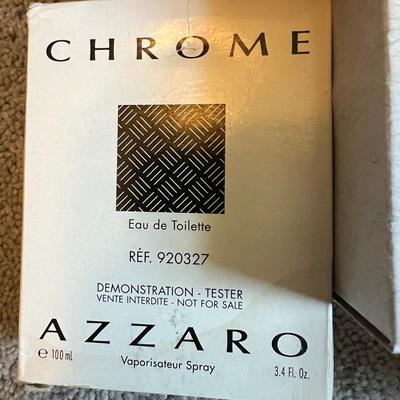 CHROME
Eau de Toilette
RÉF. 920327
DEMONSTRATION - TESTER
VENTE INTERDITE - NOT FOR SALE
AZZARO
e 100 mL Vaporisateur Spray 3.4 Fl. Oz.